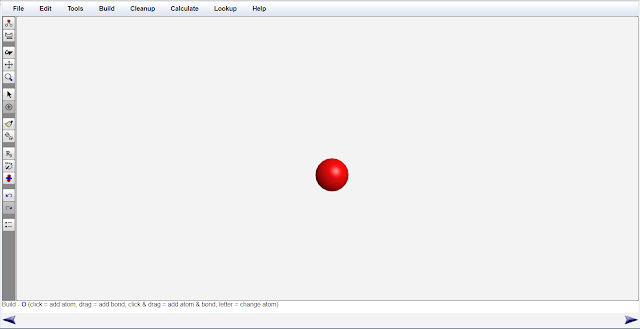 File Edit Tools Build Cleanup Calculate Lookup Help
Build - O (click = add atom, drag = add bond, click & drag = add atom & bond, letter = change atom)